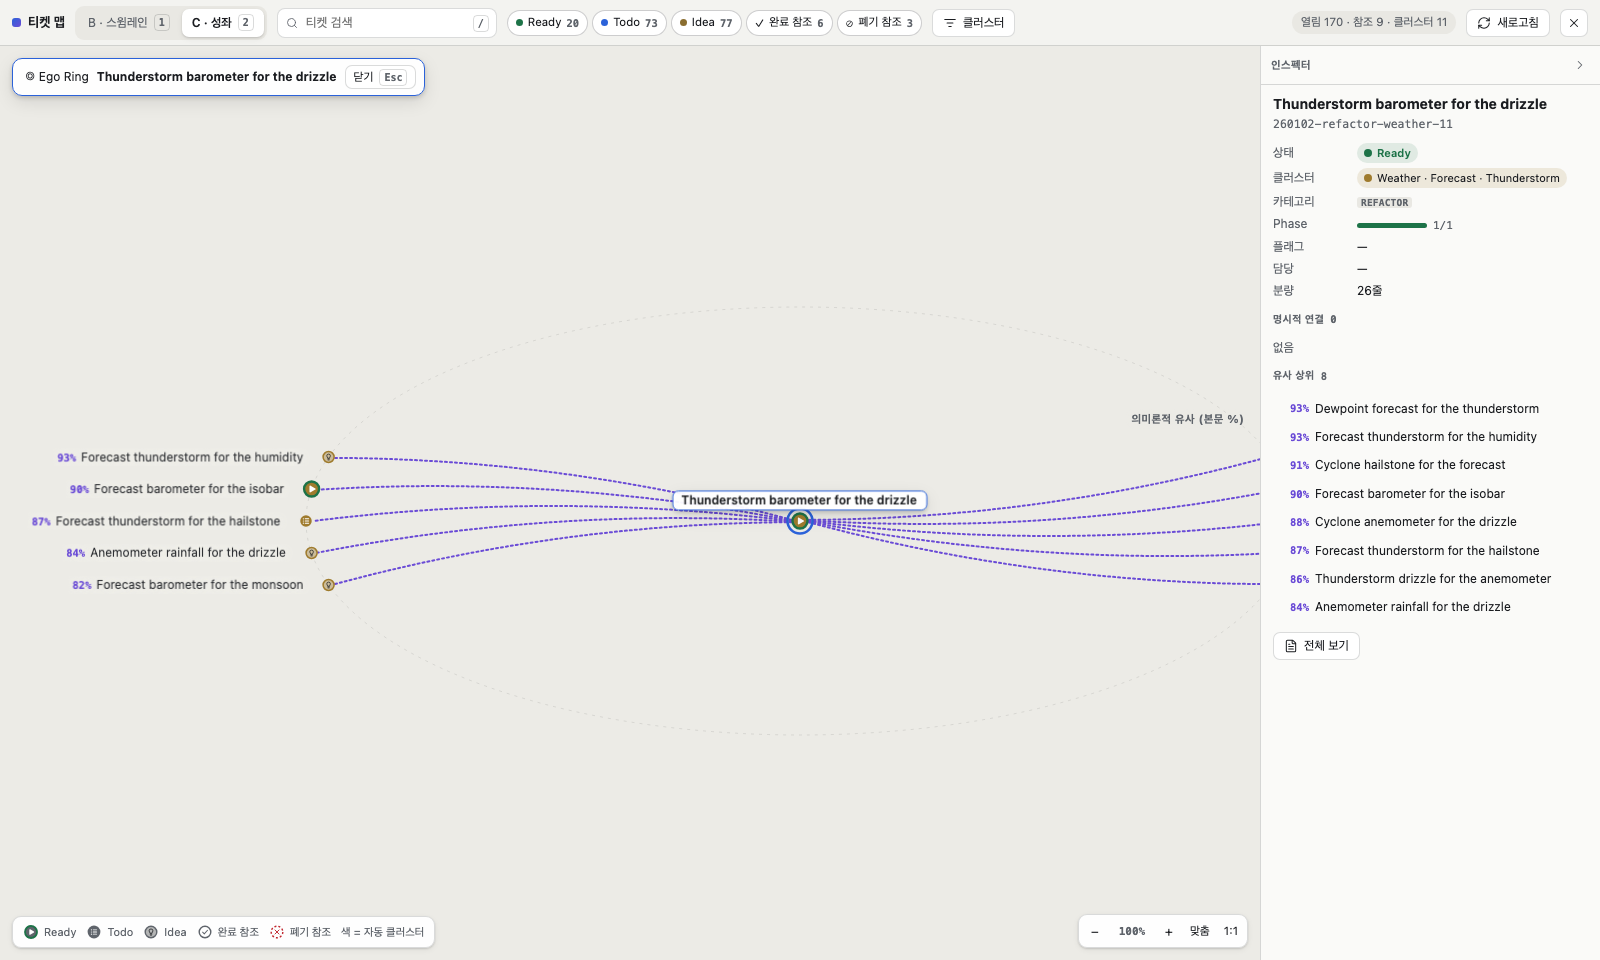 티켓 맵
B · 스윔레인 1
C · 성좌 2
티켓 검색 /
Ready 20
Todo 73
Idea 77
완료 참조 6
폐기 참조 3
클러스터
열림 170 · 참조 9 · 클러스터 11
새로고침
Ego Ring Thunderstorm barometer for the drizzle 닫기 Esc
의미론적 유사 (본문 %)
93% Forecast thunderstorm for the humidity
90% Forecast barometer for the isobar
87% Forecast thunderstorm for the hailstone
84% Anemometer rainfall for the drizzle
82% Forecast barometer for the monsoon
Thunderstorm barometer for the drizzle
Ready
Todo
Idea
완료 참조
폐기 참조
색 = 자동 클러스터
− 100% + 맞춤 1:1
인스펙터
Thunderstorm barometer for the drizzle
260102-refactor-weather-11
상태 Ready
클러스터 Weather · Forecast · Thunderstorm
카테고리 REFACTOR
Phase 1/1
플래그 —
담당 —
분량 26줄
명시적 연결 0
없음
유사 상위 8
93% Dewpoint forecast for the thunderstorm
93% Forecast thunderstorm for the humidity
91% Cyclone hailstone for the forecast
90% Forecast barometer for the isobar
88% Cyclone anemometer for the drizzle
87% Forecast thunderstorm for the hailstone
86% Thunderstorm drizzle for the anemometer
84% Anemometer rainfall for the drizzle
전체 보기